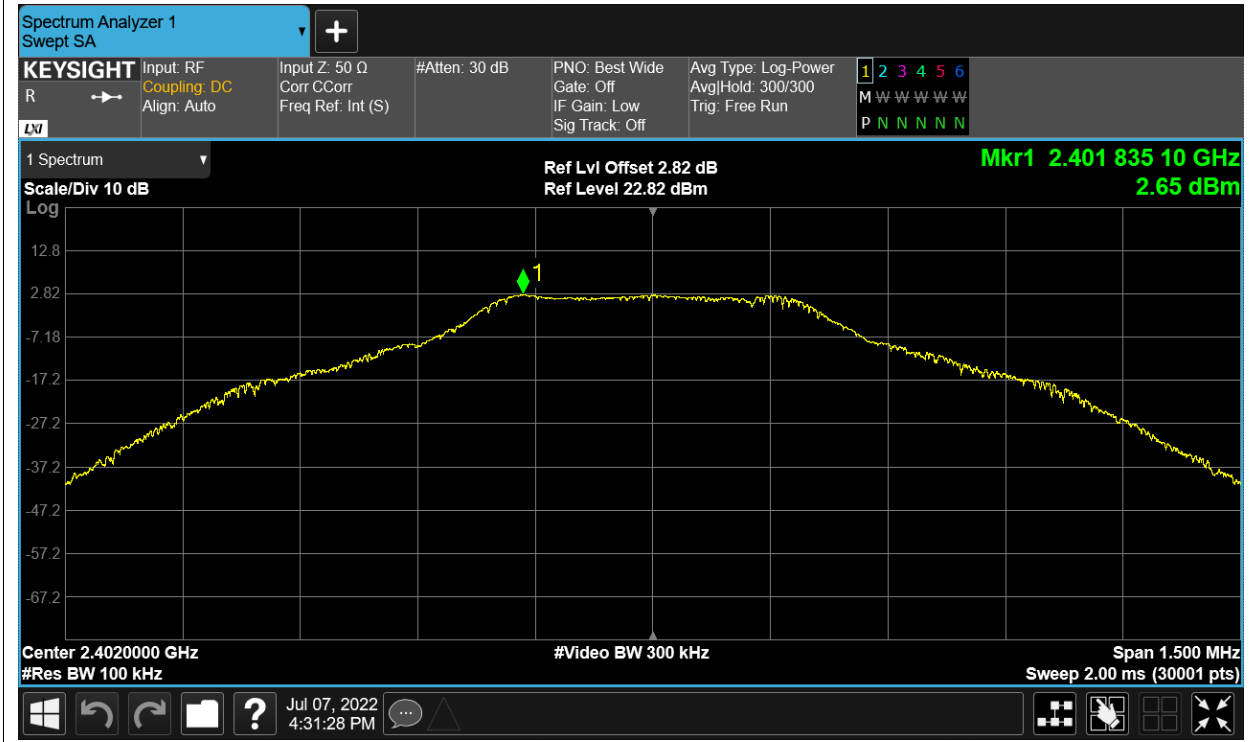 Spectrum Analyzer 1
Swept SA
KEYSIGHT
R
LXI
Input: RF
Coupling: DC
Align: Auto
Input Z: 50 Ω
Corr CCorr
Freq Ref: Int (S)
#Atten: 30 dB
PNO: Best Wide
Gate: Off
IF Gain: Low
Sig Track: Off
Avg Type: Log-Power
Avg|Hold: 300/300
Trig: Free Run
1 2 3 4 5 6
M W W W W W
P N N N N N
1 Spectrum
Scale/Div 10 dB
Log
Ref Lvl Offset 2.82 dB
Ref Level 22.82 dBm
Mkr1 2.401 835 10 GHz
2.65 dBm
1
12.8
2.82
-7.18
-17.2
-27.2
-37.2
-47.2
-57.2
-67.2
Center 2.4020000 GHz
#Video BW 300 kHz
Span 1.500 MHz
#Res BW 100 kHz
Sweep 2.00 ms (30001 pts)
?
Jul 07, 2022
4:31:28 PM